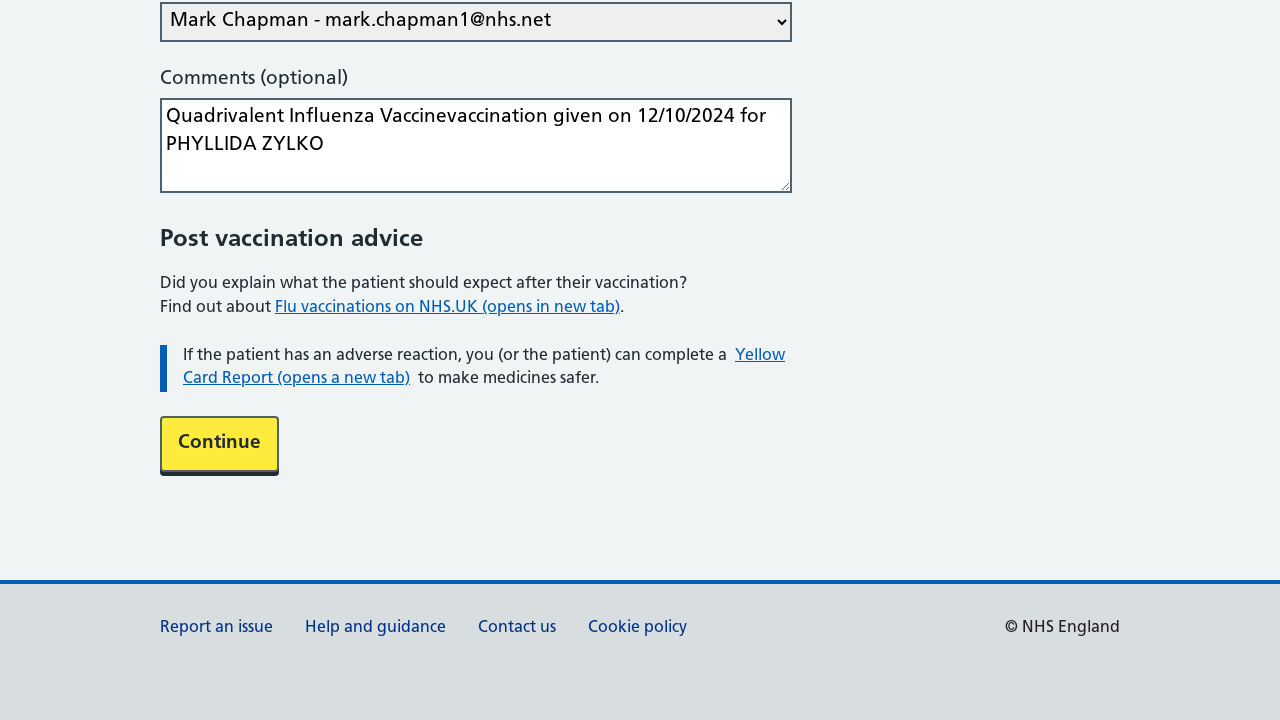 Mark Chapman - mark.chapman1@nhs.net
Comments (optional)
Quadrivalent Influenza Vaccinevaccination given on 12/10/2024 for
PHYLLIDA ZYLKO
Post vaccination advice
Did you explain what the patient should expect after their vaccination?
Find out about Flu vaccinations on NHS.UK (opens in new tab).
If the patient has an adverse reaction, you (or the patient) can complete a Yellow
Card Report (opens a new tab) to make medicines safer.
Continue
Report an issue Help and guidance Contact us Cookie policy © NHS England